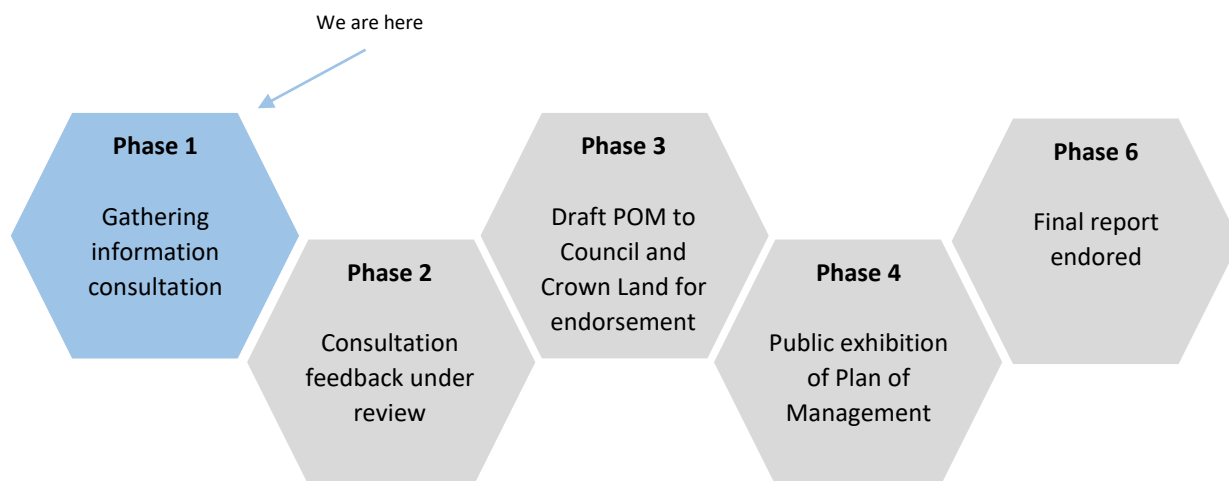 We are here
Phase 1
Gathering
information
consultation
Phase 2
Consultation
feedback under
review
Phase 3
Draft POM to
Council and
Crown Land for
endorsement
Phase 4
Public exhibition
of Plan of
Management
Phase 6
Final report
endored